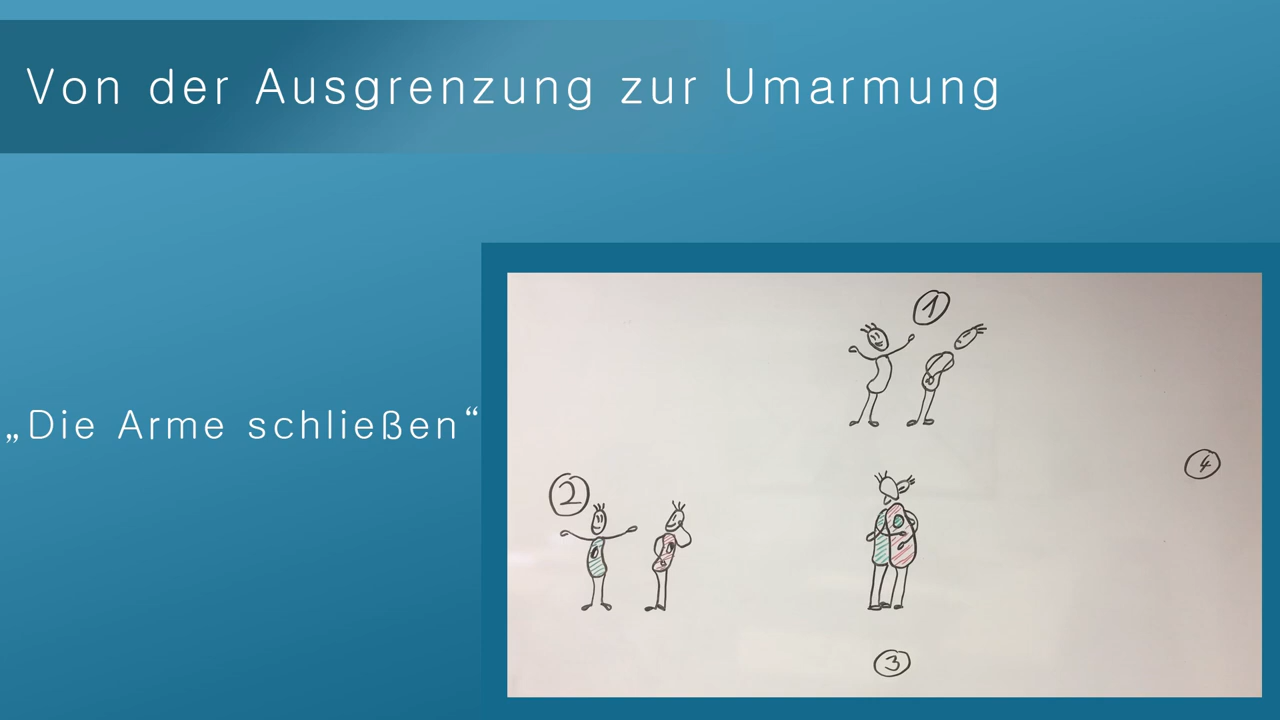 Von der Ausgrenzung zur Umarmung
„Die Arme schließen“
1
2
4
3